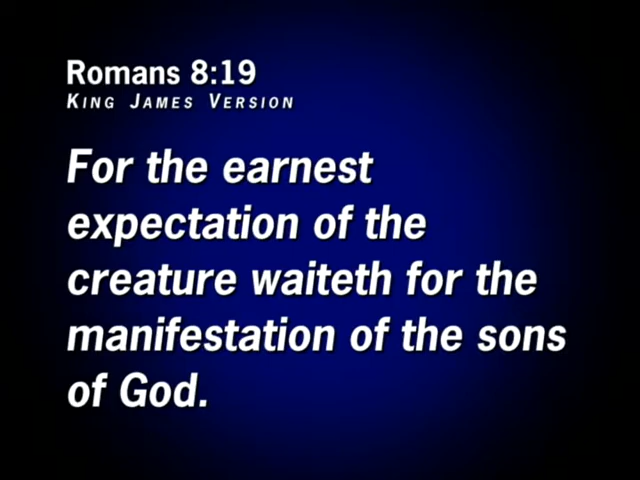 Romans 8:19
King James Version
For the earnest
expectation of the
creature waiteth for the
manifestation of the sons
of God.